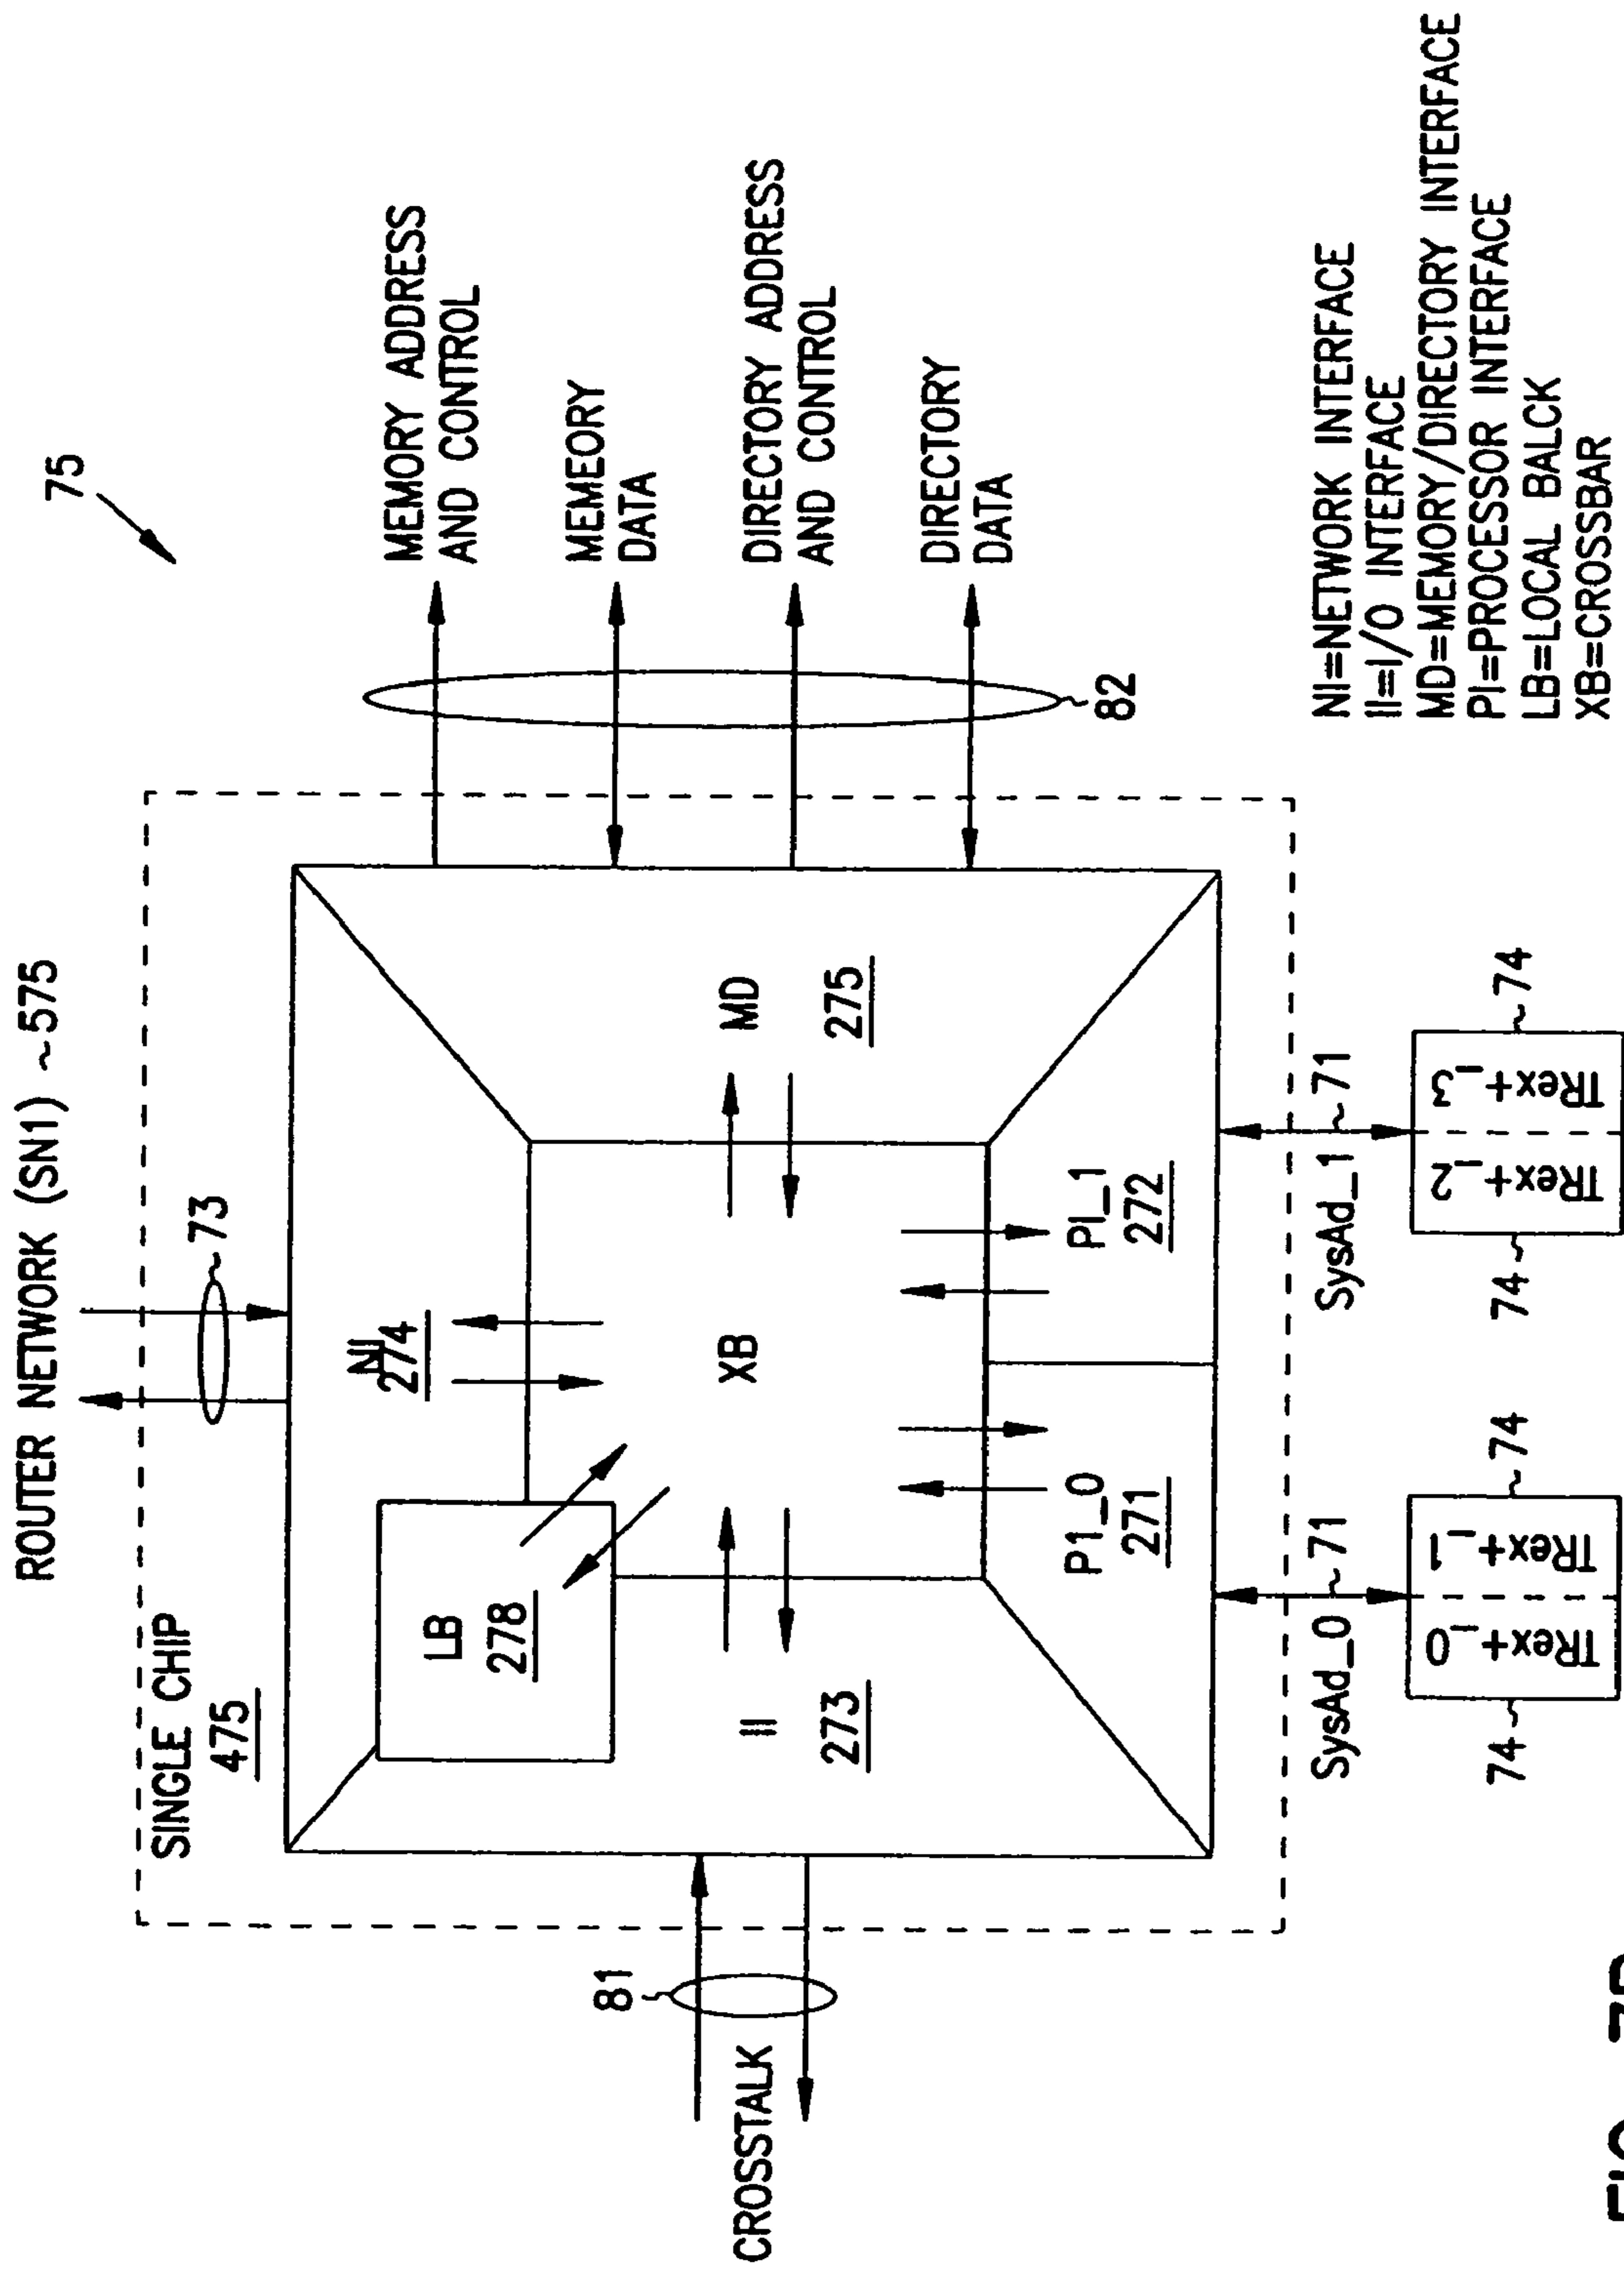 ROUTER NETWORK (SN1) ~575
75
73
SINGLE CHIP
475
MEMORY ADDRESS
AND CONTROL
MEMEORY
DATA
DIRECTORY ADDRESS
AND CONTROL
DIRECTORY
DATA
82
NI
274
LB
278
XB
MD
275
II
273
P1_0
271
PI_1
272
81
CROSSTALK
SysAd_0
71
SysAd_1
71
74
TRex+_0
TRex+_1
74
74
TRex+_2
TRex+_3
74
NI=NETWORK INTERFACE
II=I/O INTERFACE
MD=MEMORY/DIRECTORY INTERFACE
PI=PROCESSOR INTERFACE
LB=LOCAL BALCK
XB=CROSSBAR